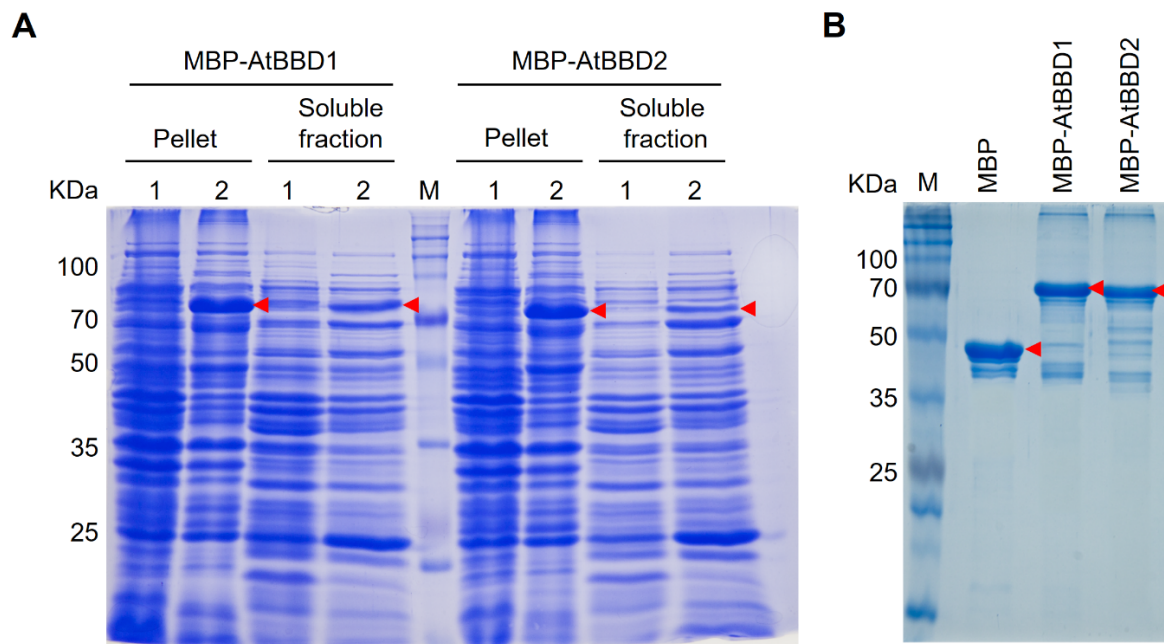 A
MBP-AtBBD1 MBP-AtBBD2
Pellet Soluble fraction Pellet Soluble fraction
KDa 1 2 1 2 M 1 2 1 2
100
70
50
35
25
B
KDa M MBP MBP-AtBBD1 MBP-AtBBD2
100
70
50
35
25